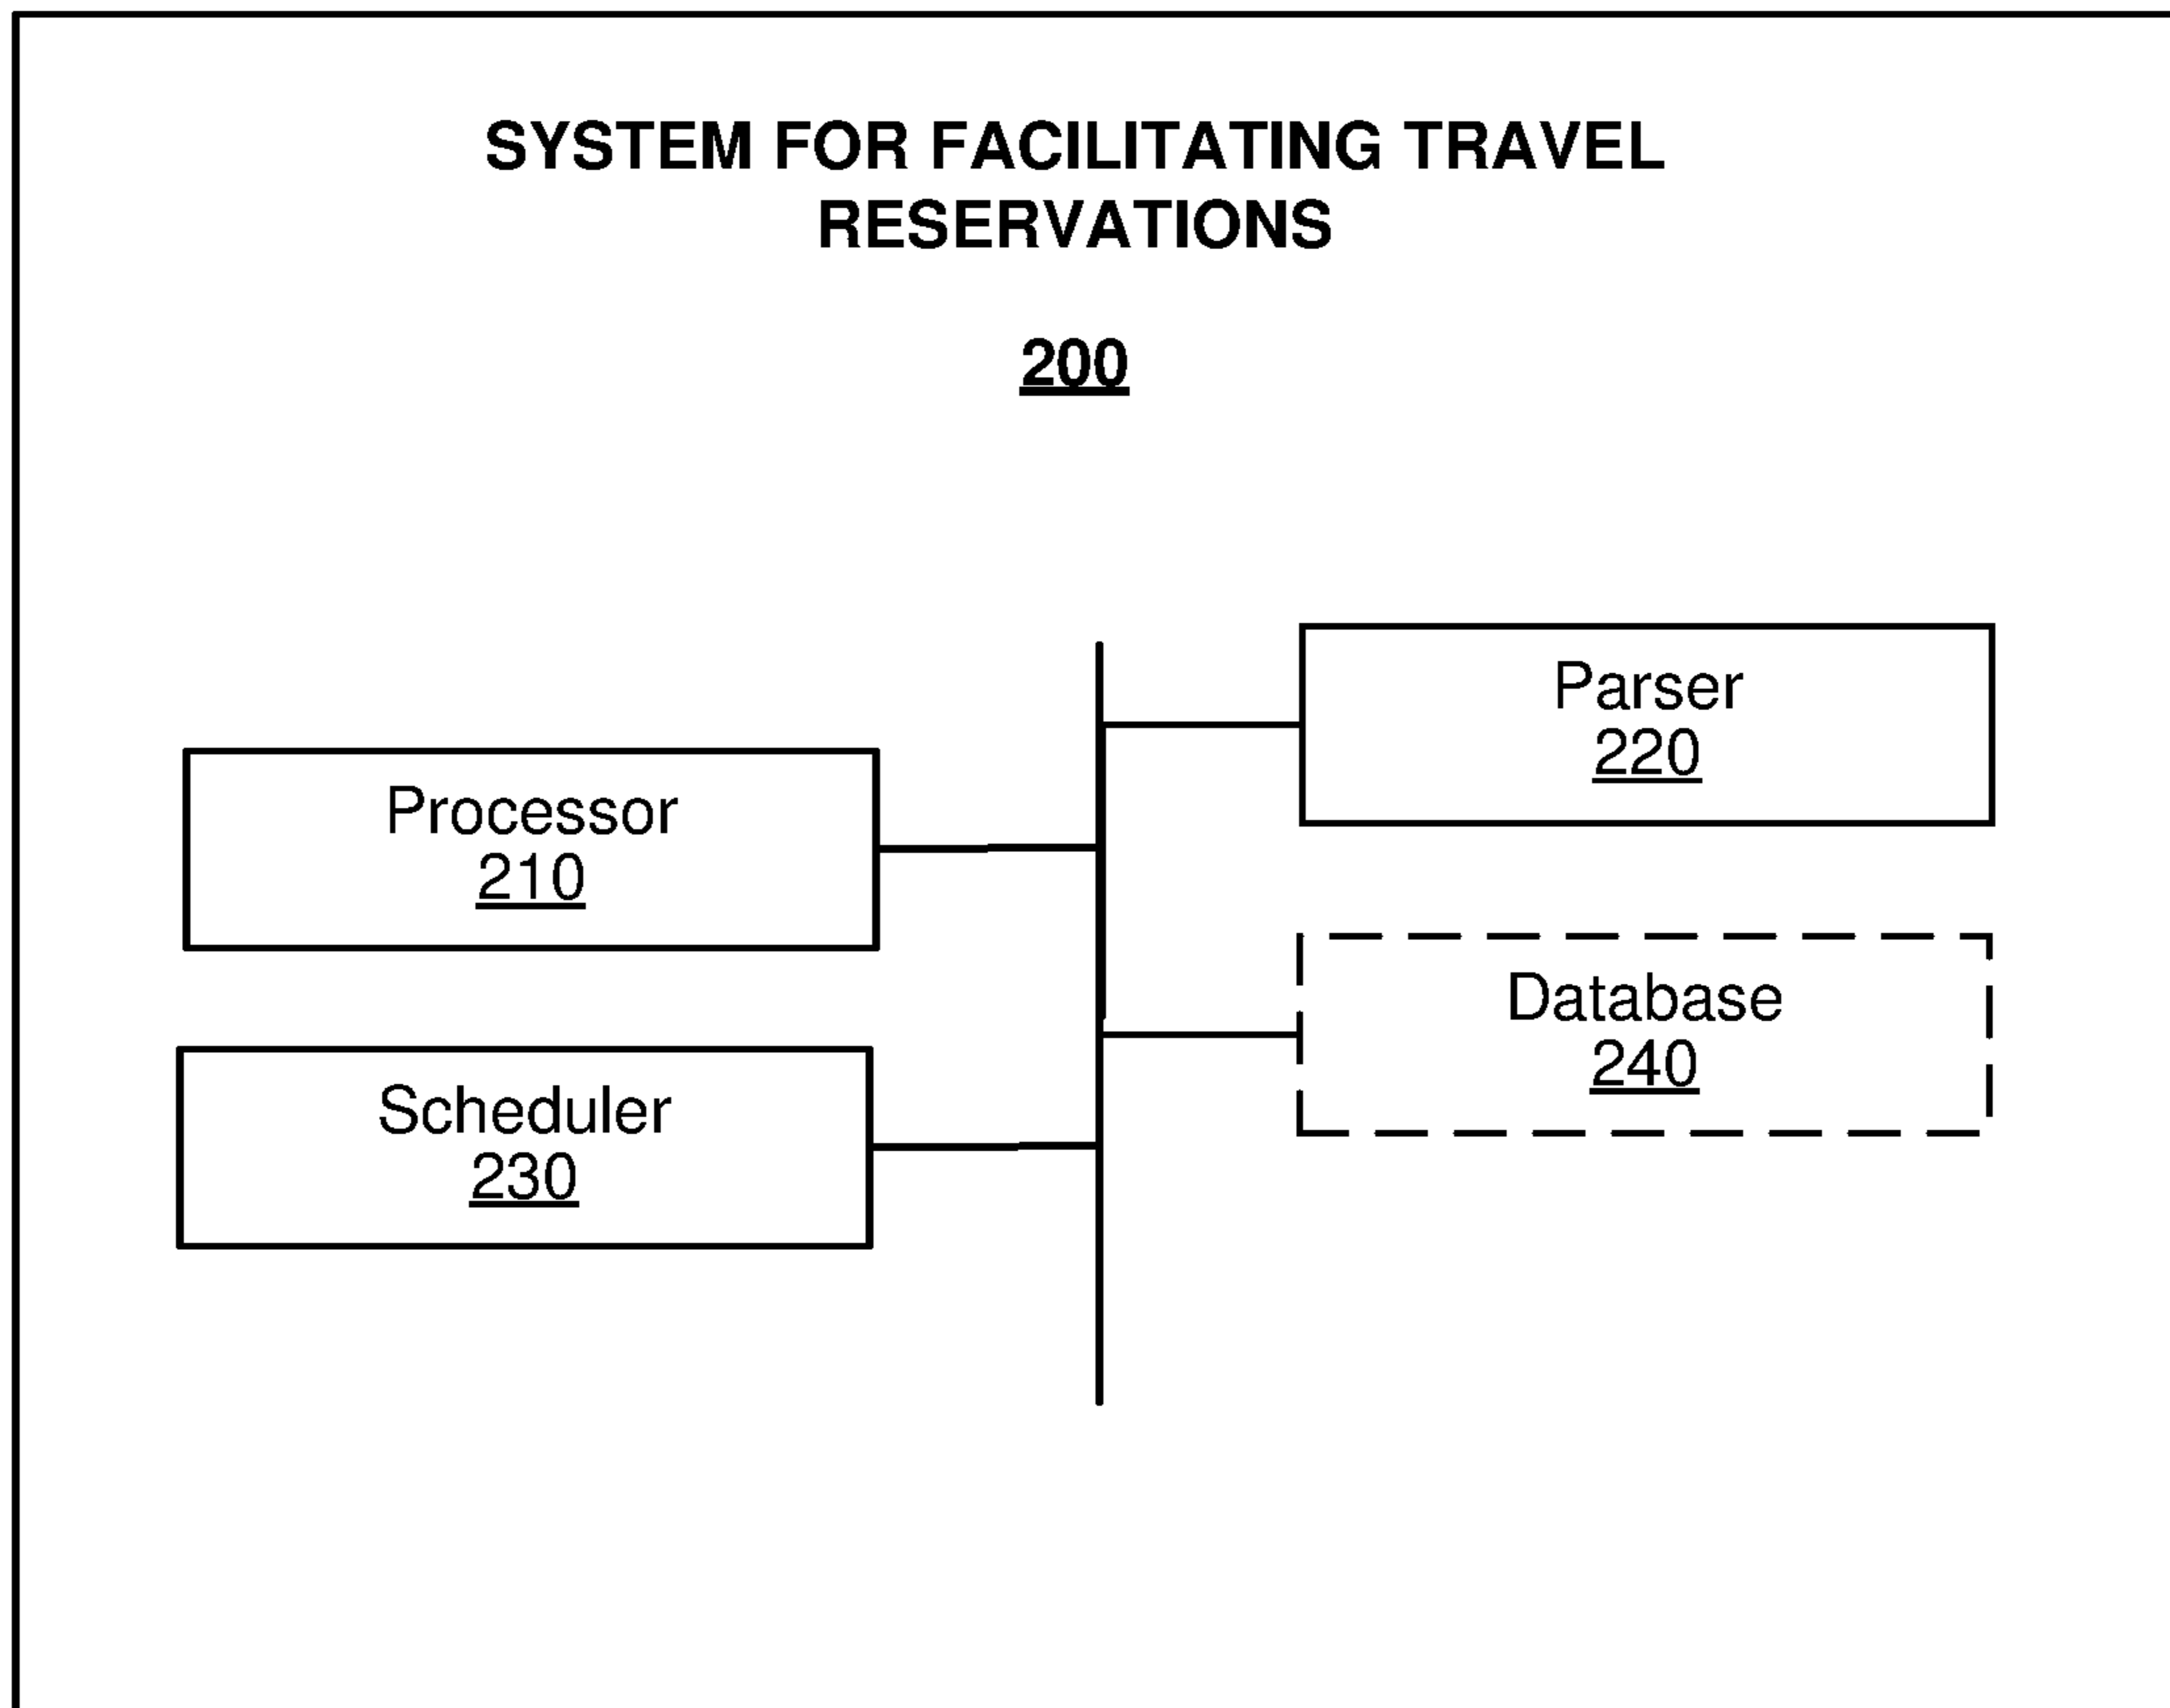 SYSTEM FOR FACILITATING TRAVEL
RESERVATIONS
200
Parser
220
Processor
210
Database
240
Scheduler
230